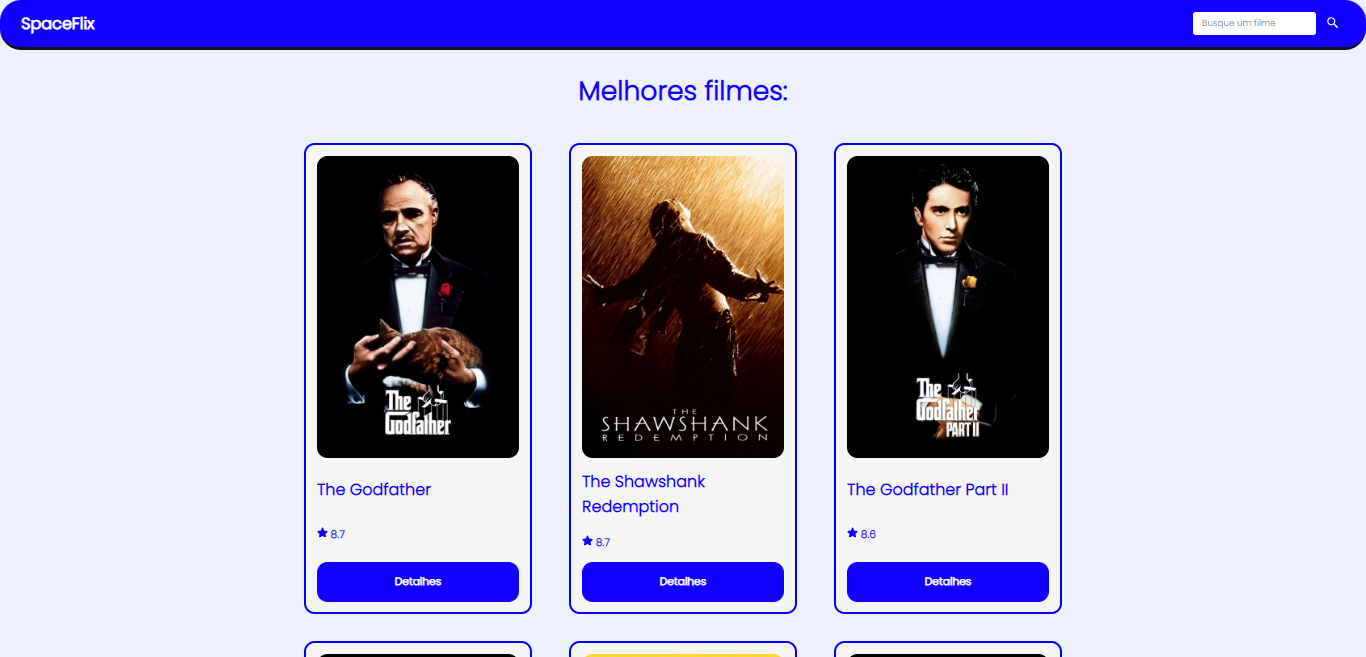 SpaceFlix
Busque um filme
Melhores filmes:
The
Godfather
THE
SHAWSHANK
REDEMPTION
The
Godfather
PART II
The Godfather
The Shawshank
Redemption
The Godfather Part II
8.7
8.7
8.6
Detalhes
Detalhes
Detalhes